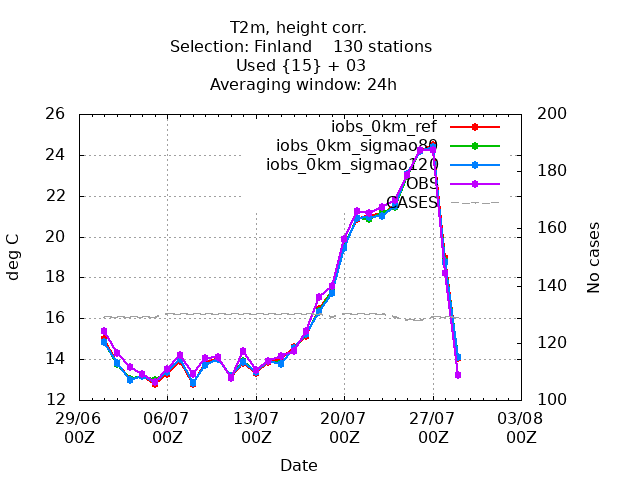 T2m, height corr.
Selection: Finland    130 stations
Used {15} + 03
Averaging window: 24h
26
24
22
20
18
16
14
12
200
180
160
140
120
100
iobs_0km_ref
iobs_0km_sigmao80
iobs_0km_sigmao120
OBS
CASES
deg C
No cases
29/06 06/07 13/07 20/07 27/07 03/08
00Z 00Z 00Z 00Z 00Z 00Z
Date